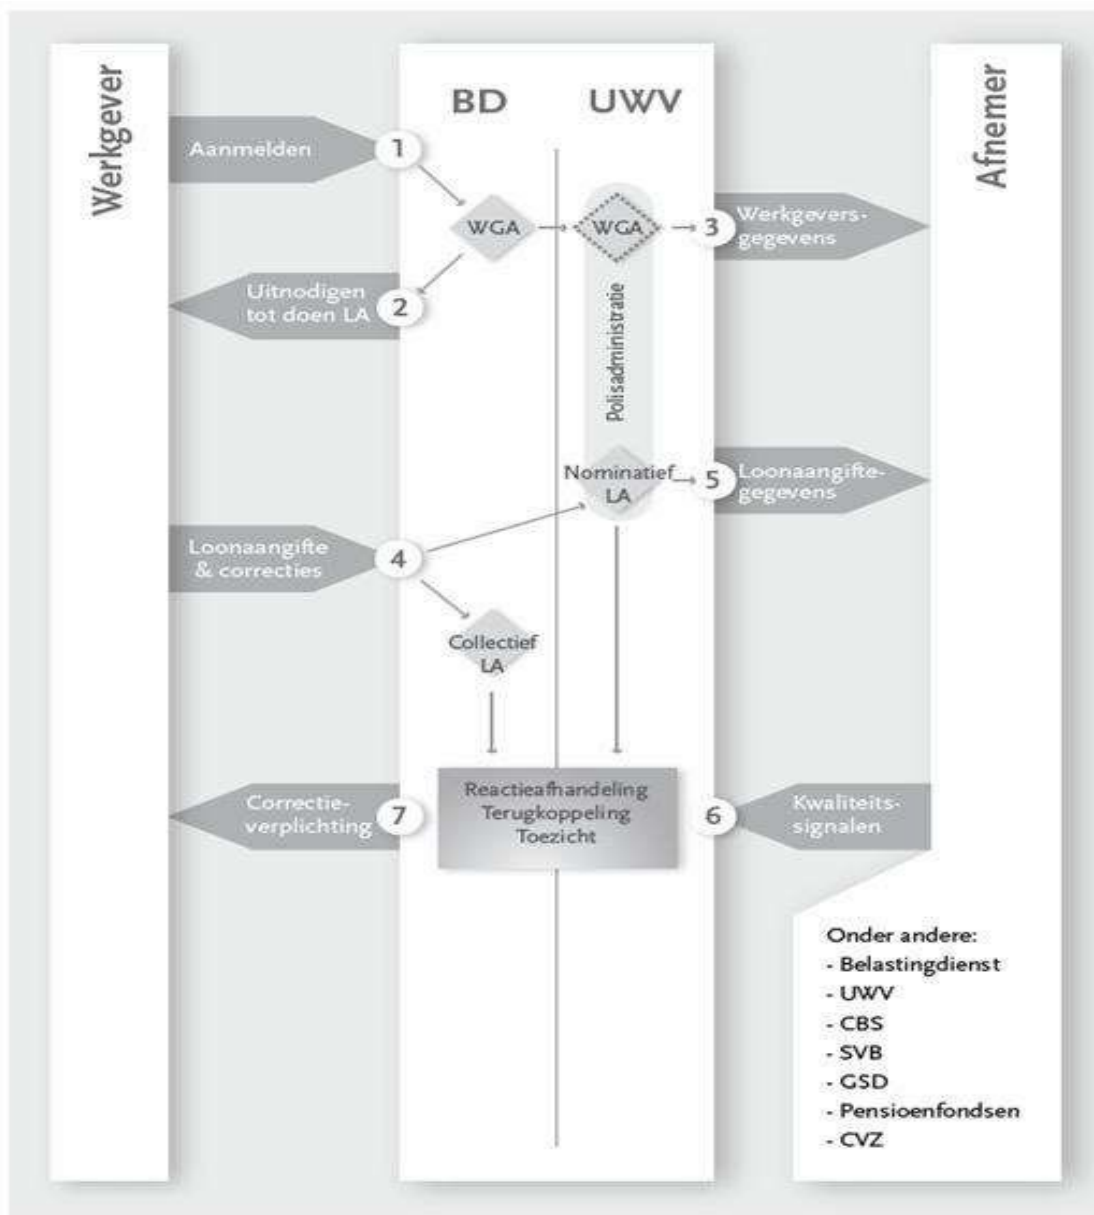 Werkgever
BD
UWV
Afnemer
Aanmelden
1
WGA
WGA
3
Werkgevers-
gegevens
Uitnodigen
tot doen LA
2
Polisadministratie
Nominatief
LA
5
Loonaangifte-
gegevens
Loonaangifte
& correcties
4
Collectief
LA
Correctie-
verplichting
7
Reactieafhandeling
Terugkoppeling
Toezicht
6
Kwaliteits-
signalen
Onder andere:
- Belastingdienst
- UWV
- CBS
- SVB
- GSD
- Pensioenfondsen
- CVZ